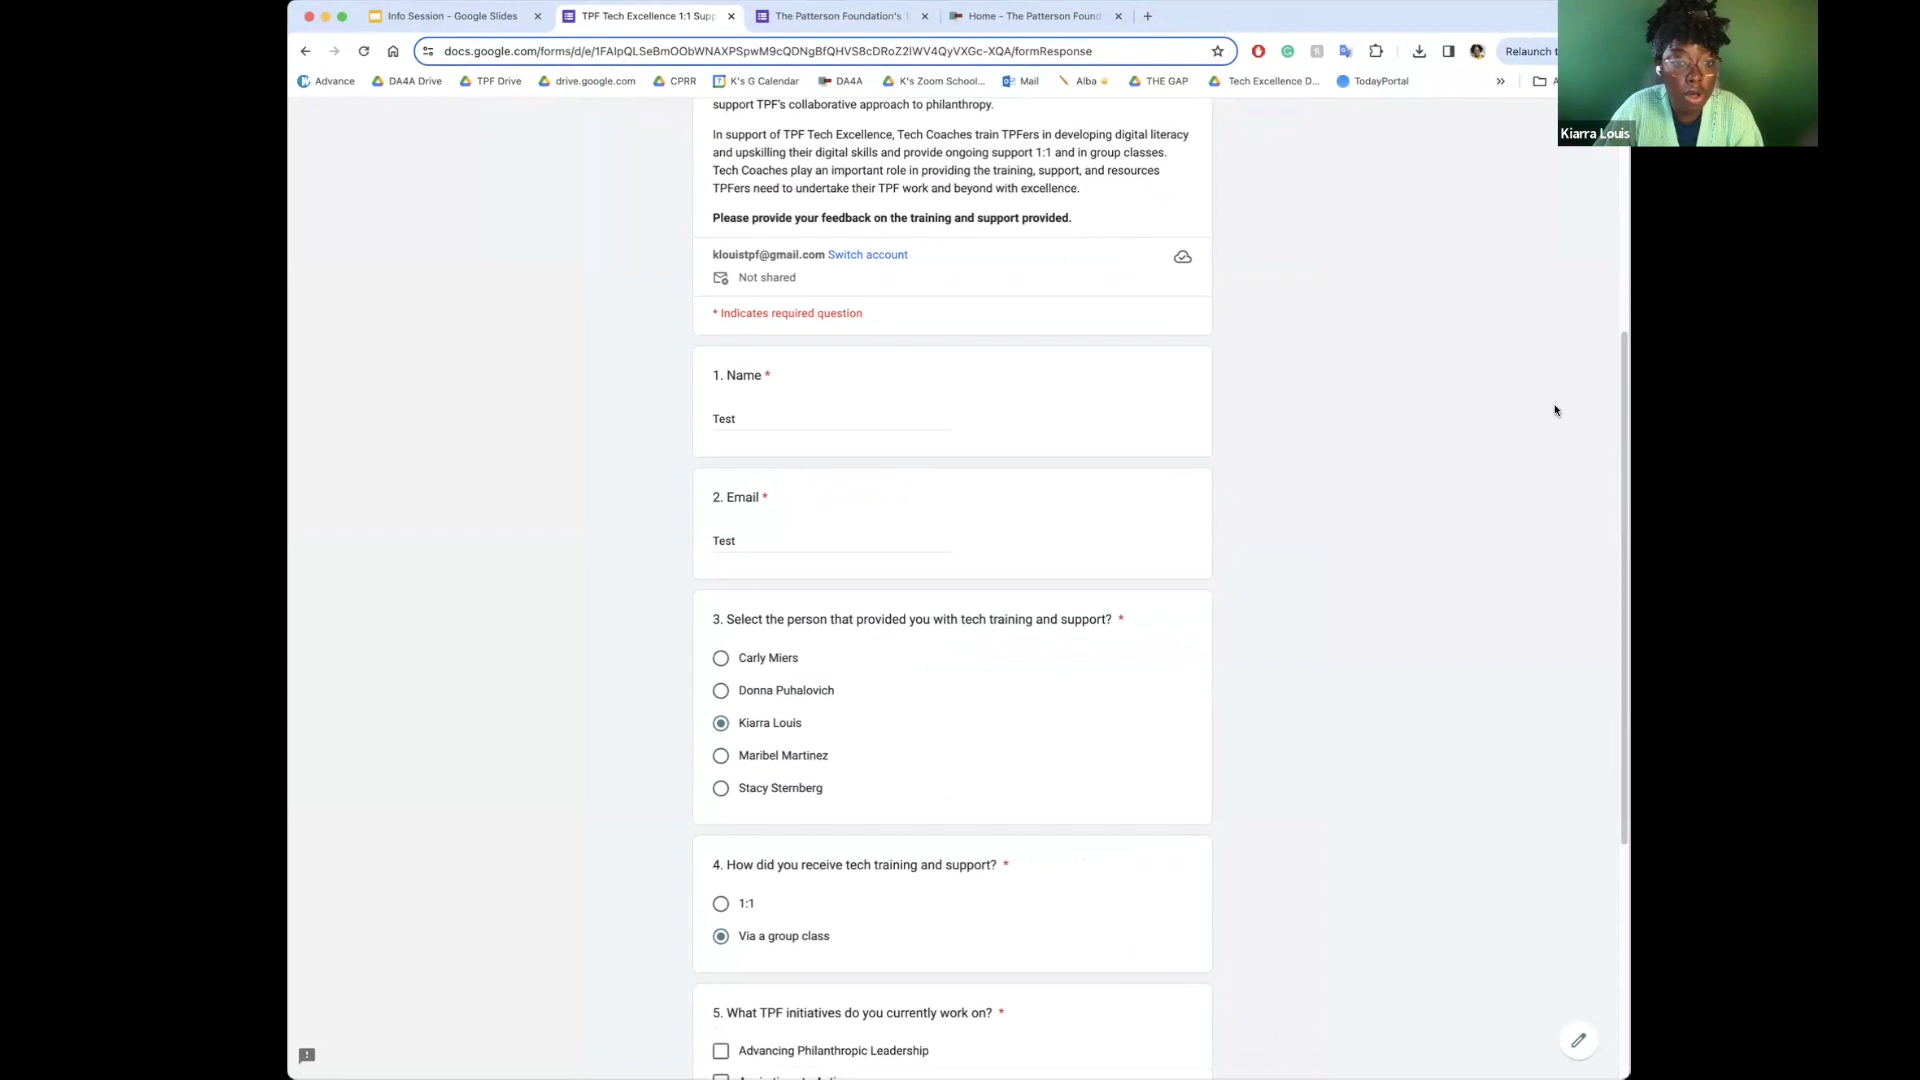 Info Session - Google Slides
TPF Tech Excellence 1:1 Supp
The Patterson Foundation's
Home - The Patterson Found
docs.google.com/forms/d/e/1FAIpQLSeBmOObWNAXPSpwM9cQDNgBfQHVS8cDRoZ2IWV4QyVXGc-XQA/formResponse
Relaunch t
Advance
DA4A Drive
TPF Drive
drive.google.com
CPRR
K's G Calendar
DA4A
K's Zoom School...
Mail
Alba
THE GAP
Tech Excellence D...
TodayPortal
Kiarra Louis
support TPF's collaborative approach to philanthropy.
In support of TPF Tech Excellence, Tech Coaches train TPFers in developing digital literacy
and upskilling their digital skills and provide ongoing support 1:1 and in group classes.
Tech Coaches play an important role in providing the training, support, and resources
TPFers need to undertake their TPF work and beyond with excellence.
Please provide your feedback on the training and support provided.
klouistpf@gmail.com Switch account
Not shared
* Indicates required question
1. Name *
Test
2. Email *
Test
3. Select the person that provided you with tech training and support? *
Carly Miers
Donna Puhalovich
Kiarra Louis
Maribel Martinez
Stacy Sternberg
4. How did you receive tech training and support? *
1:1
Via a group class
5. What TPF initiatives do you currently work on? *
Advancing Philanthropic Leadership